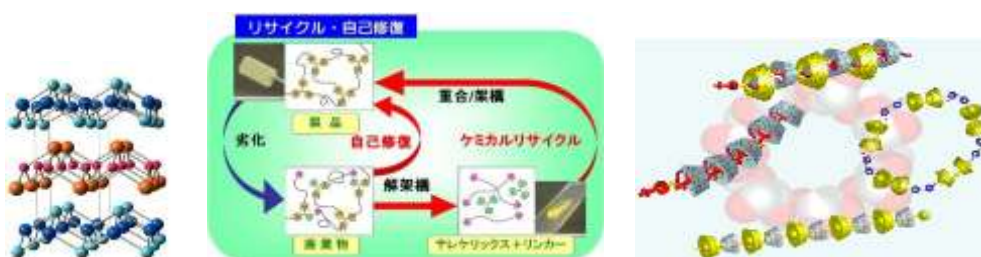 リサイクル・自己修復
製品
重合/架橋
劣化
自己修復
ケミカルリサイクル
解架橋
廃棄物
テレケリックス+リンカー